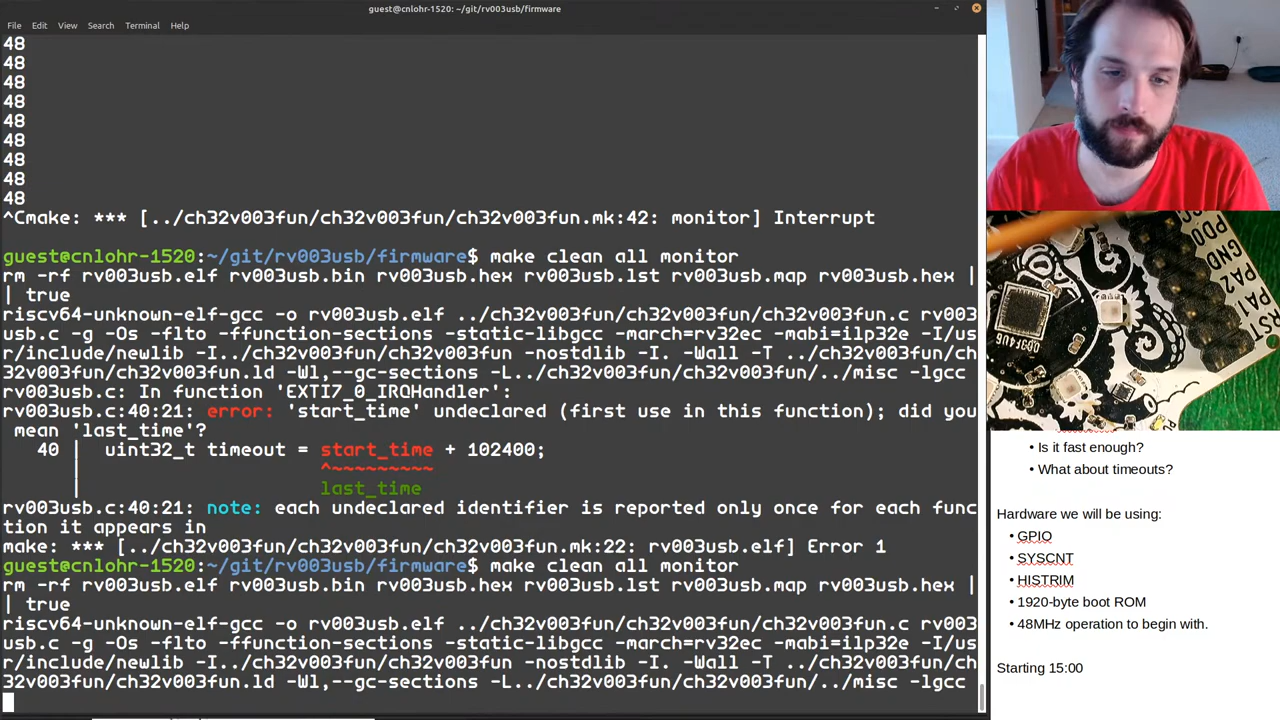 guest@cnlohr-1520: ~/git/rv003usb/firmware
File Edit View Search Terminal Help
48
48
48
48
48
48
48
48
48
^Cmake: *** [../ch32v003fun/ch32v003fun/ch32v003fun.mk:42: monitor] Interrupt
guest@cnlohr-1520:~/git/rv003usb/firmware$ make clean all monitor
rm -rf rv003usb.elf rv003usb.bin rv003usb.hex rv003usb.lst rv003usb.map rv003usb.hex |
| true
riscv64-unknown-elf-gcc -o rv003usb.elf ../ch32v003fun/ch32v003fun/ch32v003fun.c rv003
usb.c -g -Os -flto -ffunction-sections -static-libgcc -march=rv32ec -mabi=ilp32e -I/us
r/include/newlib -I../ch32v003fun/ch32v003fun -nostdlib -I. -Wall -T ../ch32v003fun/ch
32v003fun/ch32v003fun.ld -Wl,--gc-sections -L../ch32v003fun/ch32v003fun/../misc -lgcc
rv003usb.c: In function 'EXTI7_0_IRQHandler':
rv003usb.c:40:21: error: 'start_time' undeclared (first use in this function); did you
mean 'last_time'?
40 | uint32_t timeout = start_time + 102400;
| ^~~~~~~~~~
| last_time
rv003usb.c:40:21: note: each undeclared identifier is reported only once for each func
tion it appears in
make: *** [../ch32v003fun/ch32v003fun/ch32v003fun.mk:22: rv003usb.elf] Error 1
guest@cnlohr-1520:~/git/rv003usb/firmware$ make clean all monitor
rm -rf rv003usb.elf rv003usb.bin rv003usb.hex rv003usb.lst rv003usb.map rv003usb.hex |
| true
riscv64-unknown-elf-gcc -o rv003usb.elf ../ch32v003fun/ch32v003fun/ch32v003fun.c rv003
usb.c -g -Os -flto -ffunction-sections -static-libgcc -march=rv32ec -mabi=ilp32e -I/us
r/include/newlib -I../ch32v003fun/ch32v003fun -nostdlib -I. -Wall -T ../ch32v003fun/ch
32v003fun/ch32v003fun.ld -Wl,--gc-sections -L../ch32v003fun/ch32v003fun/../misc -lgcc
PD0
GND
PA2
PA1
RST
• Is it fast enough?
• What about timeouts?
Hardware we will be using:
• GPIO
• SYSCNT
• HISTRIM
• 1920-byte boot ROM
• 48MHz operation to begin with.
Starting 15:00